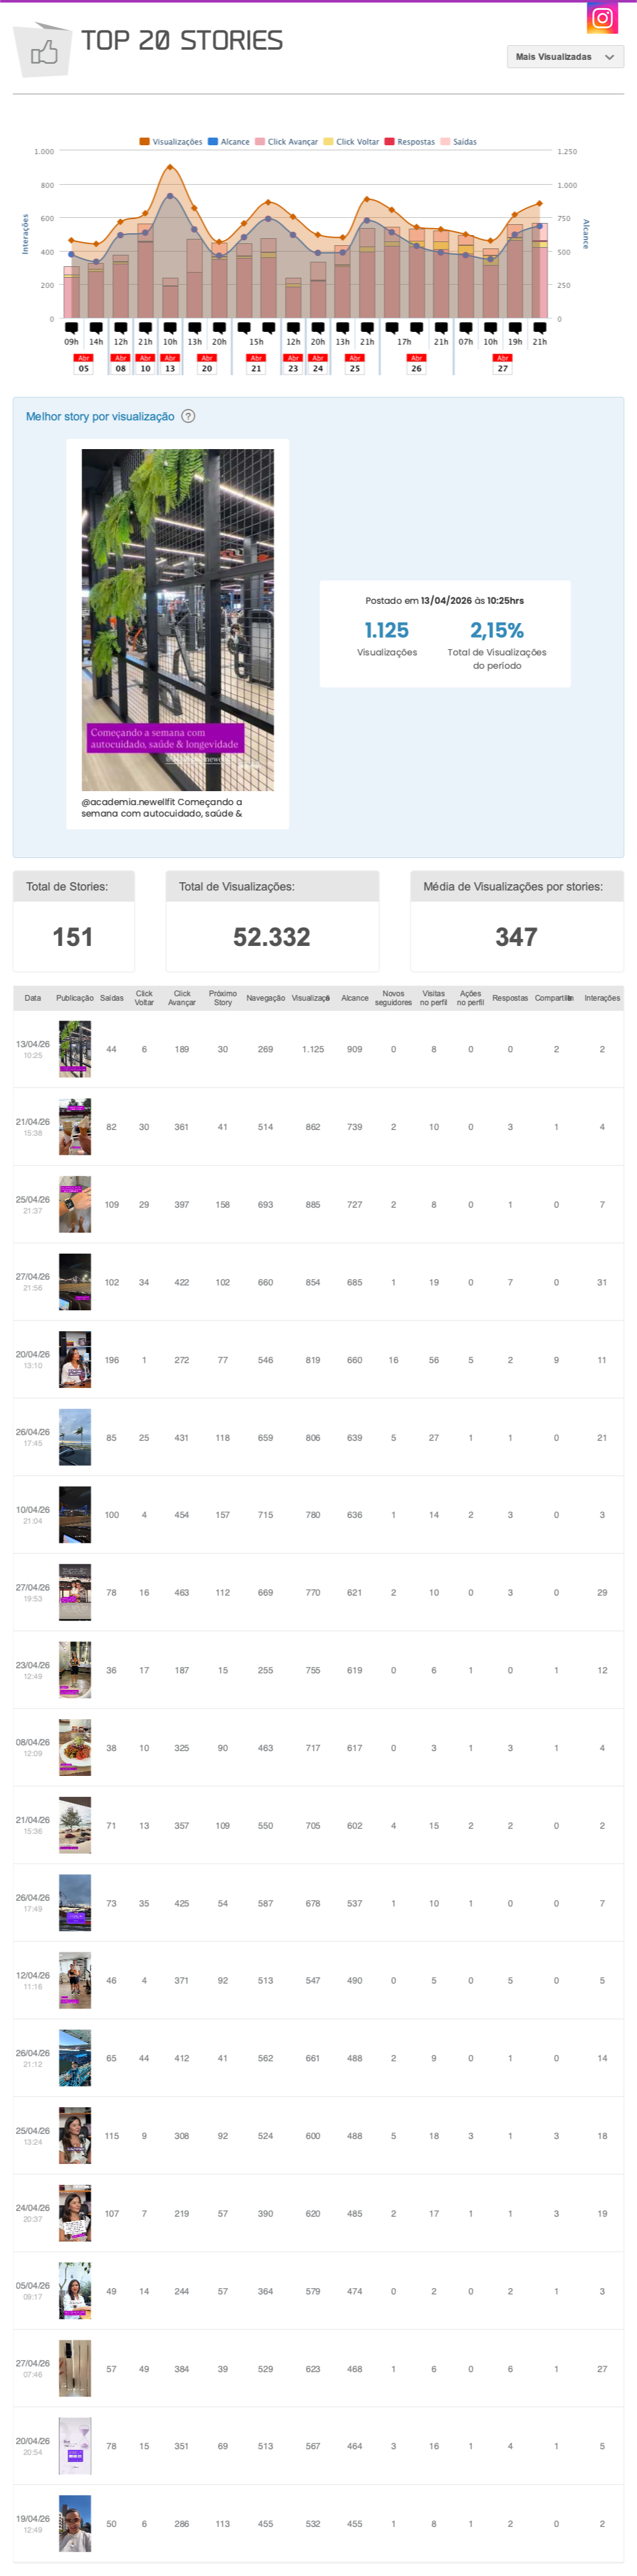 TOP 20 STORIES
Mais Visualizadas
Visualizações Alcance Click Avançar Click Voltar Respostas Saídas
1.000 1.250
800 1.000
600 750
400 500
200 250
0 0
Interações
Alcance
09h 14h 12h 21h 10h 13h 20h 15h 12h 20h 13h 21h 17h 21h 07h 10h 19h 21h
Abr Abr Abr Abr Abr Abr Abr Abr Abr Abr Abr
05 08 10 13 20 21 23 24 25 26 27
Melhor story por visualização ?
Começando a semana com
autocuidado, saúde & longevidade
@academia.newellfit Começando a
semana com autocuidado, saúde &
Postado em 13/04/2026 às 10:25hrs
1.125 2,15%
Visualizações Total de Visualizações
do período
Total de Stories: Total de Visualizações: Média de Visualizações por stories:
151 52.332 347
Data Publicação Saídas Click Voltar Click Avançar Próximo Story Navegação Alcance Novos seguidores Visitas no perfil Ações no perfil Respostas Interações
13/04/26 44 6 189 30 269 1.125 909 0 8 0 0 2 2
10:25
21/04/26 82 30 361 41 514 862 739 2 10 0 3 1 4
15:38
25/04/26 109 29 397 158 693 885 727 2 8 0 1 0 7
21:37
27/04/26 102 34 422 102 660 854 685 1 19 0 7 0 31
21:56
20/04/26 196 1 272 77 546 819 660 16 56 5 2 9 11
13:10
26/04/26 85 25 431 118 659 806 639 5 27 1 1 0 21
17:45
10/04/26 100 4 454 157 715 780 636 1 14 2 3 0 3
21:04
27/04/26 78 16 463 112 669 770 621 2 10 0 3 0 29
19:53
23/04/26 36 17 187 15 255 755 619 0 6 1 0 1 12
12:49
08/04/26 38 10 325 90 463 717 617 0 3 1 3 1 4
12:09
21/04/26 71 13 357 109 550 705 602 4 15 2 2 0 2
15:36
26/04/26 73 35 425 54 587 678 537 1 10 1 0 0 7
17:49
12/04/26 46 4 371 92 513 547 490 0 5 0 5 0 5
11:16
26/04/26 65 44 412 41 562 661 488 2 9 0 1 0 14
21:12
25/04/26 115 9 308 92 524 600 488 5 18 3 1 3 18
13:24
24/04/26 107 7 219 57 390 620 485 2 17 1 1 3 19
20:37
05/04/26 49 14 244 57 364 579 474 0 2 0 2 1 3
09:17
27/04/26 57 49 384 39 529 623 468 1 6 0 6 1 27
07:46
20/04/26 78 15 351 69 513 567 464 3 16 1 4 1 5
20:54
19/04/26 50 6 286 113 455 532 455 1 8 1 2 0 2
12:49